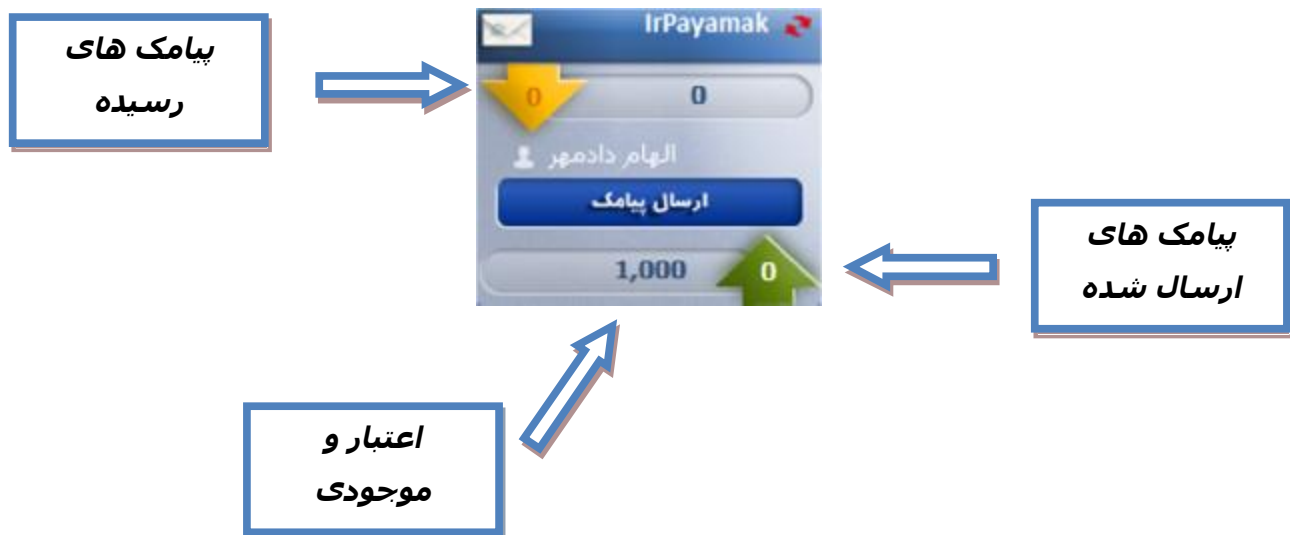 پیامک های
رسیده
IrPayamak
0 0
الهام دادمهر
ارسال پیامک
1,000 0
پیامک های
ارسال شده
اعتبار و
موجودی